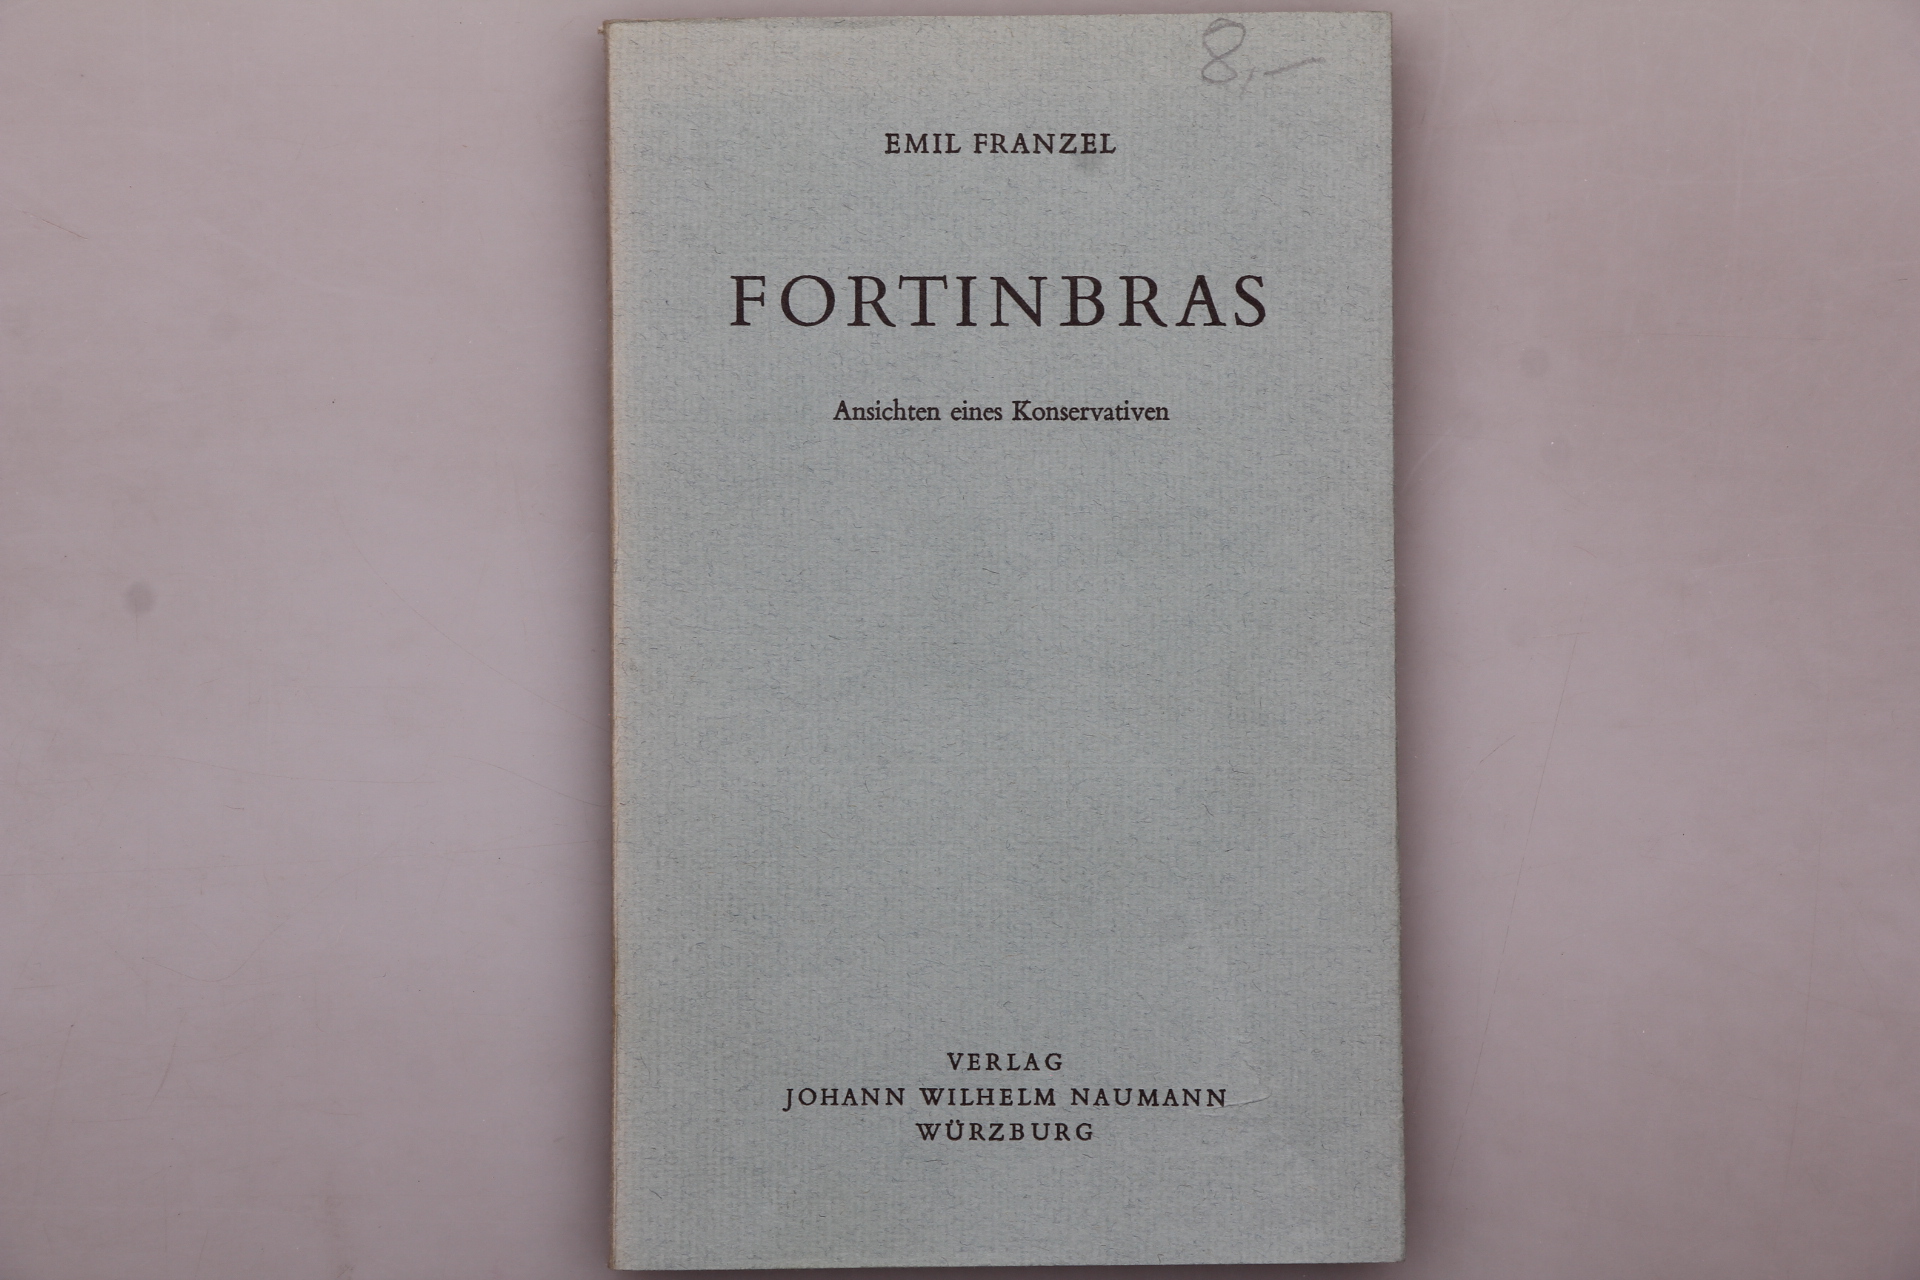 8,—
EMIL FRANZEL
FORTINBRAS
Ansichten eines Konservativen
VERLAG
JOHANN WILHELM NAUMANN
WÜRZBURG